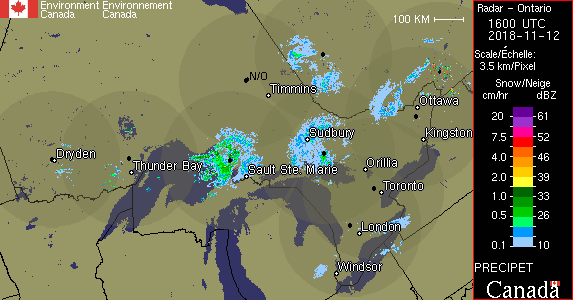 Environment Environnement
Canada Canada
100 KM
N/O
Timmins
Ottawa
Sudbury
Kingston
Dryden
Thunder Bay
Sault Ste. Marie
Orillia
Toronto
London
Windsor
Radar - Ontario
1600 UTC
2018-11-12
Scale/Échelle:
3.5 km/Pixel
Snow/Neige
cm/hr dBZ
20 61
7.5 52
4.0 46
2.0 39
1.0 33
0.5 26
0.1 10
PRECIPET
Canada